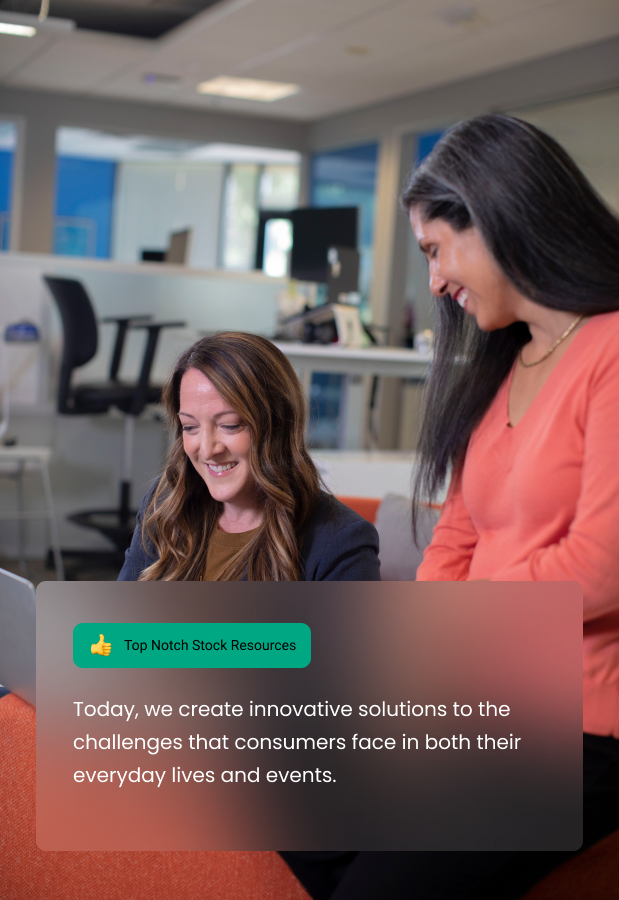 Top Notch Stock Resources
Today, we create innovative solutions to the
challenges that consumers face in both their
everyday lives and events.